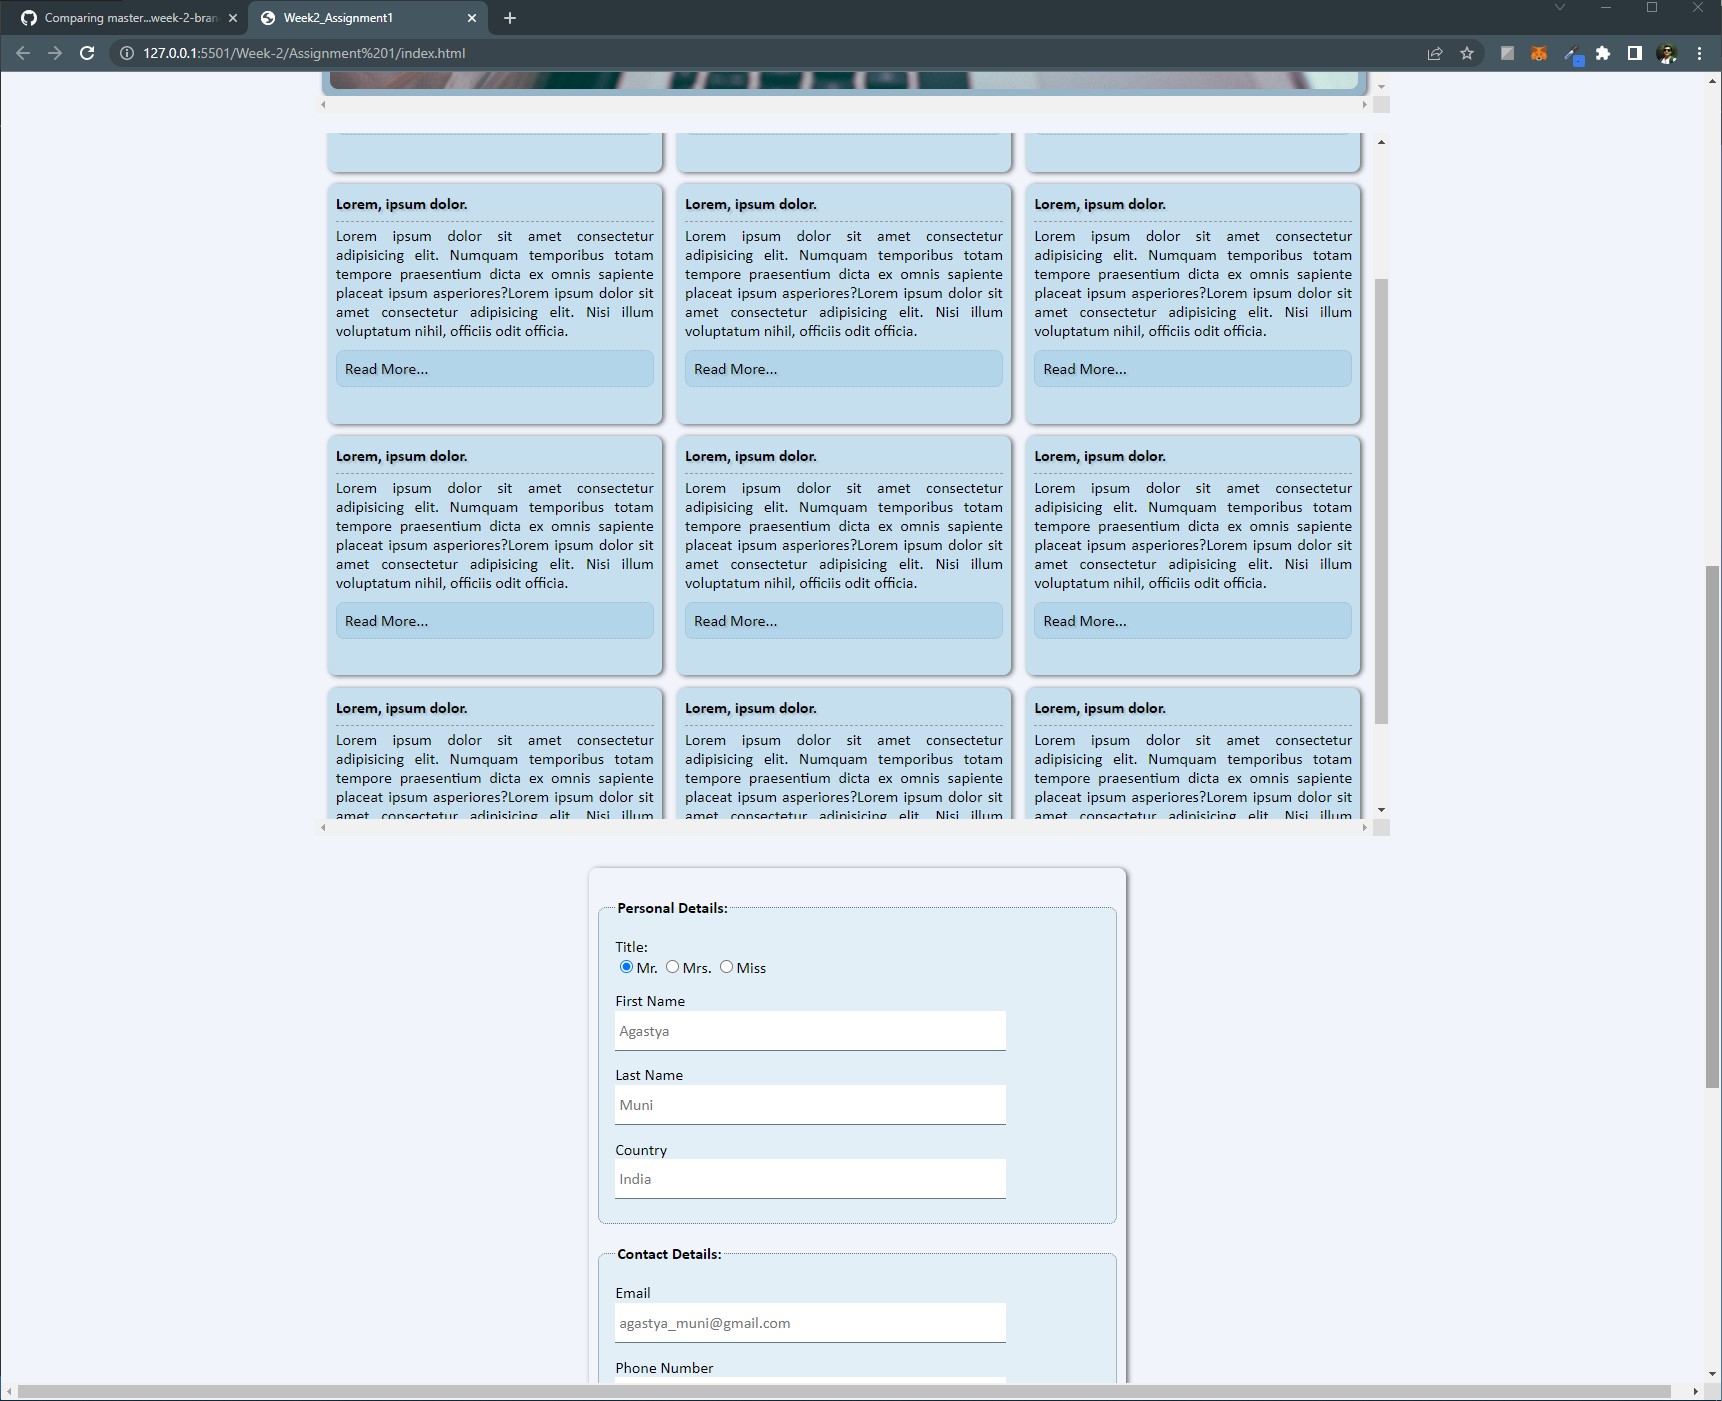 Comparing master...week-2-bran
Week2_Assignment1
127.0.0.1:5501/Week-2/Assignment%201/index.html
Lorem, ipsum dolor.
Lorem ipsum dolor sit amet consectetur
adipisicing elit. Numquam temporibus totam
tempore praesentium dicta ex omnis sapiente
placeat ipsum asperiores?Lorem ipsum dolor sit
amet consectetur adipisicing elit. Nisi illum
voluptatum nihil, officiis odit officia.
Read More...
Lorem, ipsum dolor.
Lorem ipsum dolor sit amet consectetur
adipisicing elit. Numquam temporibus totam
tempore praesentium dicta ex omnis sapiente
placeat ipsum asperiores?Lorem ipsum dolor sit
amet consectetur adipisicing elit. Nisi illum
voluptatum nihil, officiis odit officia.
Read More...
Lorem, ipsum dolor.
Lorem ipsum dolor sit amet consectetur
adipisicing elit. Numquam temporibus totam
tempore praesentium dicta ex omnis sapiente
placeat ipsum asperiores?Lorem ipsum dolor sit
amet consectetur adipisicing elit. Nisi illum
voluptatum nihil, officiis odit officia.
Read More...
Lorem, ipsum dolor.
Lorem ipsum dolor sit amet consectetur
adipisicing elit. Numquam temporibus totam
tempore praesentium dicta ex omnis sapiente
placeat ipsum asperiores?Lorem ipsum dolor sit
amet consectetur adipisicing elit. Nisi illum
voluptatum nihil, officiis odit officia.
Read More...
Lorem, ipsum dolor.
Lorem ipsum dolor sit amet consectetur
adipisicing elit. Numquam temporibus totam
tempore praesentium dicta ex omnis sapiente
placeat ipsum asperiores?Lorem ipsum dolor sit
amet consectetur adipisicing elit. Nisi illum
voluptatum nihil, officiis odit officia.
Read More...
Lorem, ipsum dolor.
Lorem ipsum dolor sit amet consectetur
adipisicing elit. Numquam temporibus totam
tempore praesentium dicta ex omnis sapiente
placeat ipsum asperiores?Lorem ipsum dolor sit
amet consectetur adipisicing elit. Nisi illum
voluptatum nihil, officiis odit officia.
Read More...
Lorem, ipsum dolor.
Lorem ipsum dolor sit amet consectetur
adipisicing elit. Numquam temporibus totam
tempore praesentium dicta ex omnis sapiente
placeat ipsum asperiores?Lorem ipsum dolor sit
amet consectetur adipisicing elit. Nisi illum
Lorem, ipsum dolor.
Lorem ipsum dolor sit amet consectetur
adipisicing elit. Numquam temporibus totam
tempore praesentium dicta ex omnis sapiente
placeat ipsum asperiores?Lorem ipsum dolor sit
amet consectetur adipisicing elit. Nisi illum
Lorem, ipsum dolor.
Lorem ipsum dolor sit amet consectetur
adipisicing elit. Numquam temporibus totam
tempore praesentium dicta ex omnis sapiente
placeat ipsum asperiores?Lorem ipsum dolor sit
amet consectetur adipisicing elit. Nisi illum
Personal Details:
Title:
Mr. Mrs. Miss
First Name
Agastya
Last Name
Muni
Country
India
Contact Details:
Email
agastya_muni@gmail.com
Phone Number